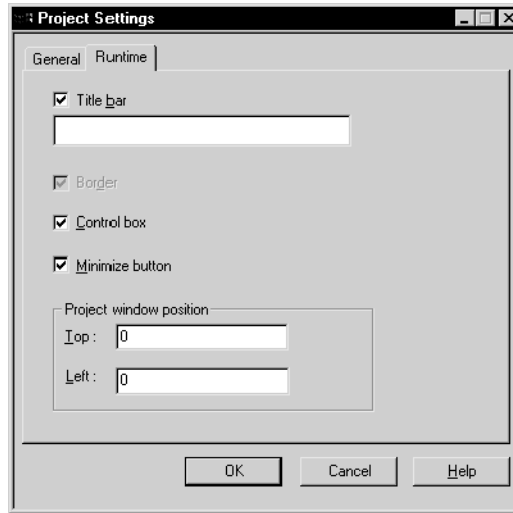 Project Settings
General Runtime
Title bar
Border
Control box
Minimize button
Project window position
Top : 0
Left : 0
OK Cancel Help